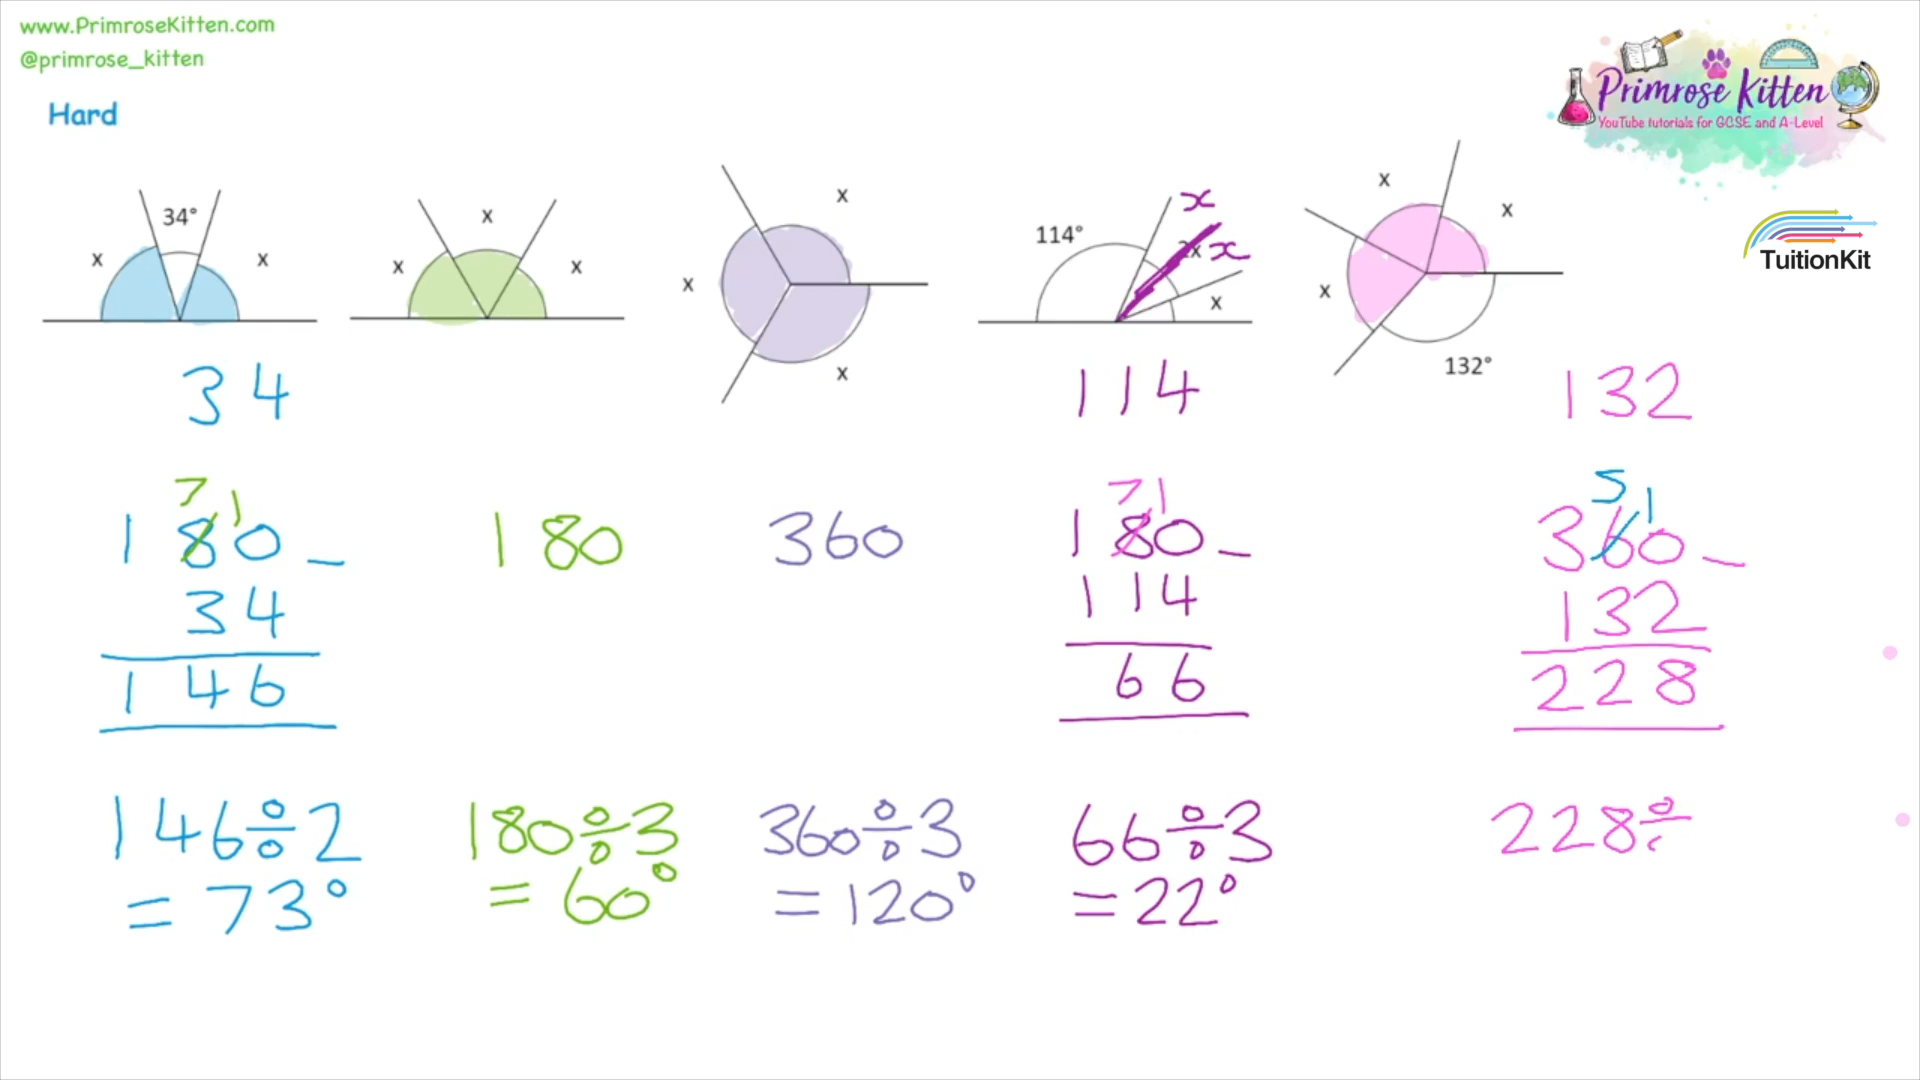 www.PrimroseKitten.com
@primrose_kitten
Hard
Primrose Kitten
YouTube tutorials for GCSE and A-Level
TuitionKit
x 34° x
x x x
x x x
114° x 2x x x
x x x 132°
34
114
132
7 1
180 -
34
146
180
360
7 1
180 -
114
66
5 1
360 -
132
228
146÷2
= 73°
180÷3
= 60°
360÷3
= 120°
66÷3
= 22°
228÷